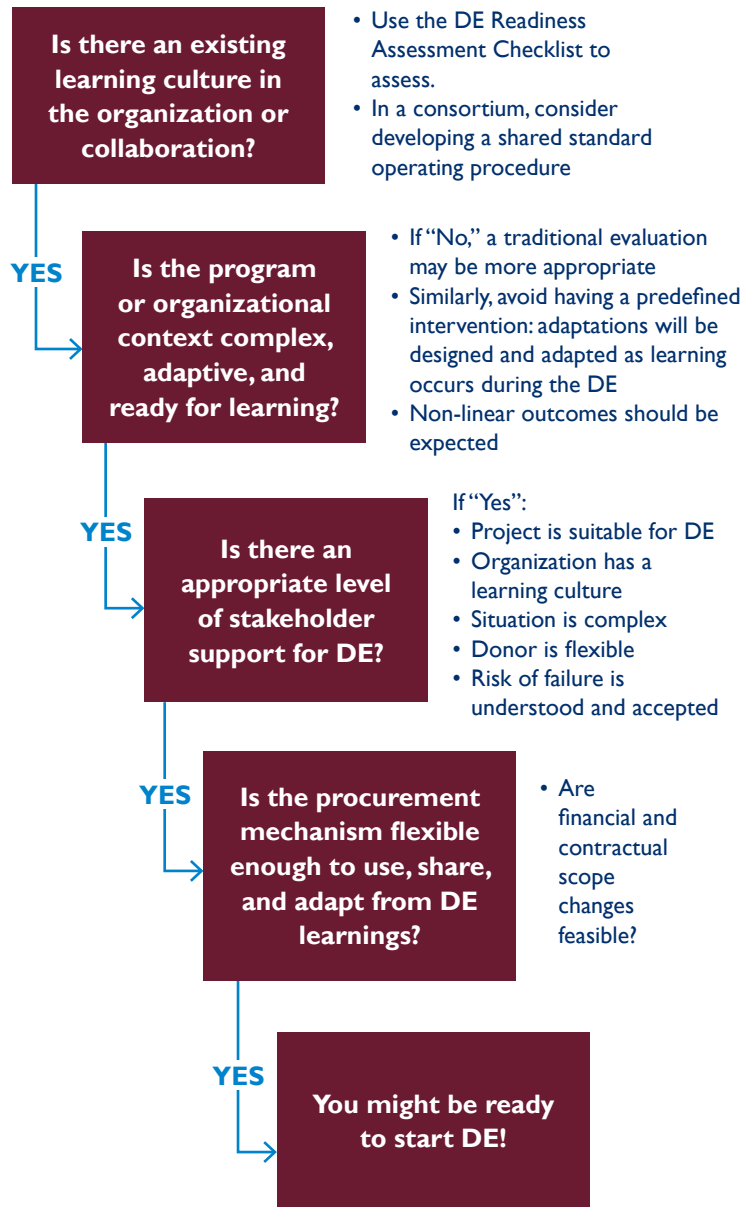 Is there an existing
learning culture in
the organization or
collaboration?
• Use the DE Readiness
Assessment Checklist to
assess.
• In a consortium, consider
developing a shared standard
operating procedure
YES
Is the program
or organizational
context complex,
adaptive, and
ready for learning?
• If “No,” a traditional evaluation
may be more appropriate
• Similarly, avoid having a predefined
intervention: adaptations will be
designed and adapted as learning
occurs during the DE
• Non-linear outcomes should be
expected
YES
Is there an
appropriate level
of stakeholder
support for DE?
If “Yes”:
• Project is suitable for DE
• Organization has a
learning culture
• Situation is complex
• Donor is flexible
• Risk of failure is
understood and accepted
YES
Is the procurement
mechanism flexible
enough to use, share,
and adapt from DE
learnings?
• Are
financial and
contractual
scope
changes
feasible?
YES
You might be ready
to start DE!